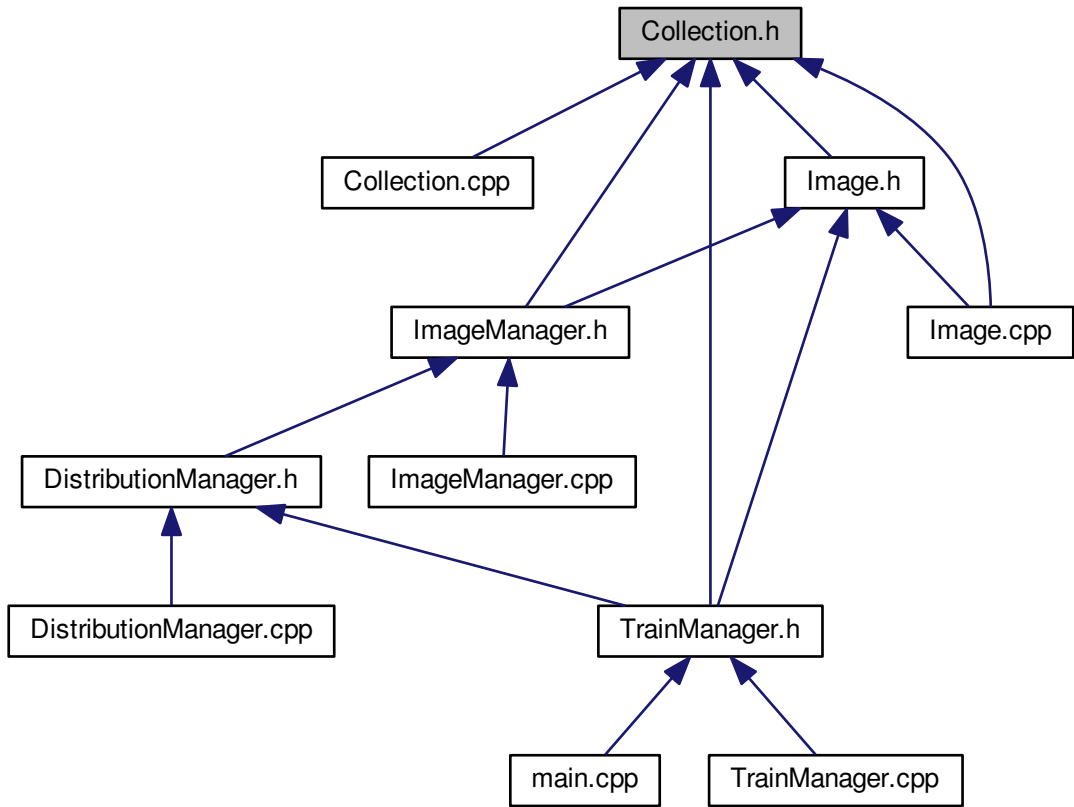 Collection.h
Collection.cpp
Image.h
ImageManager.h
Image.cpp
DistributionManager.h
ImageManager.cpp
DistributionManager.cpp
TrainManager.h
main.cpp
TrainManager.cpp